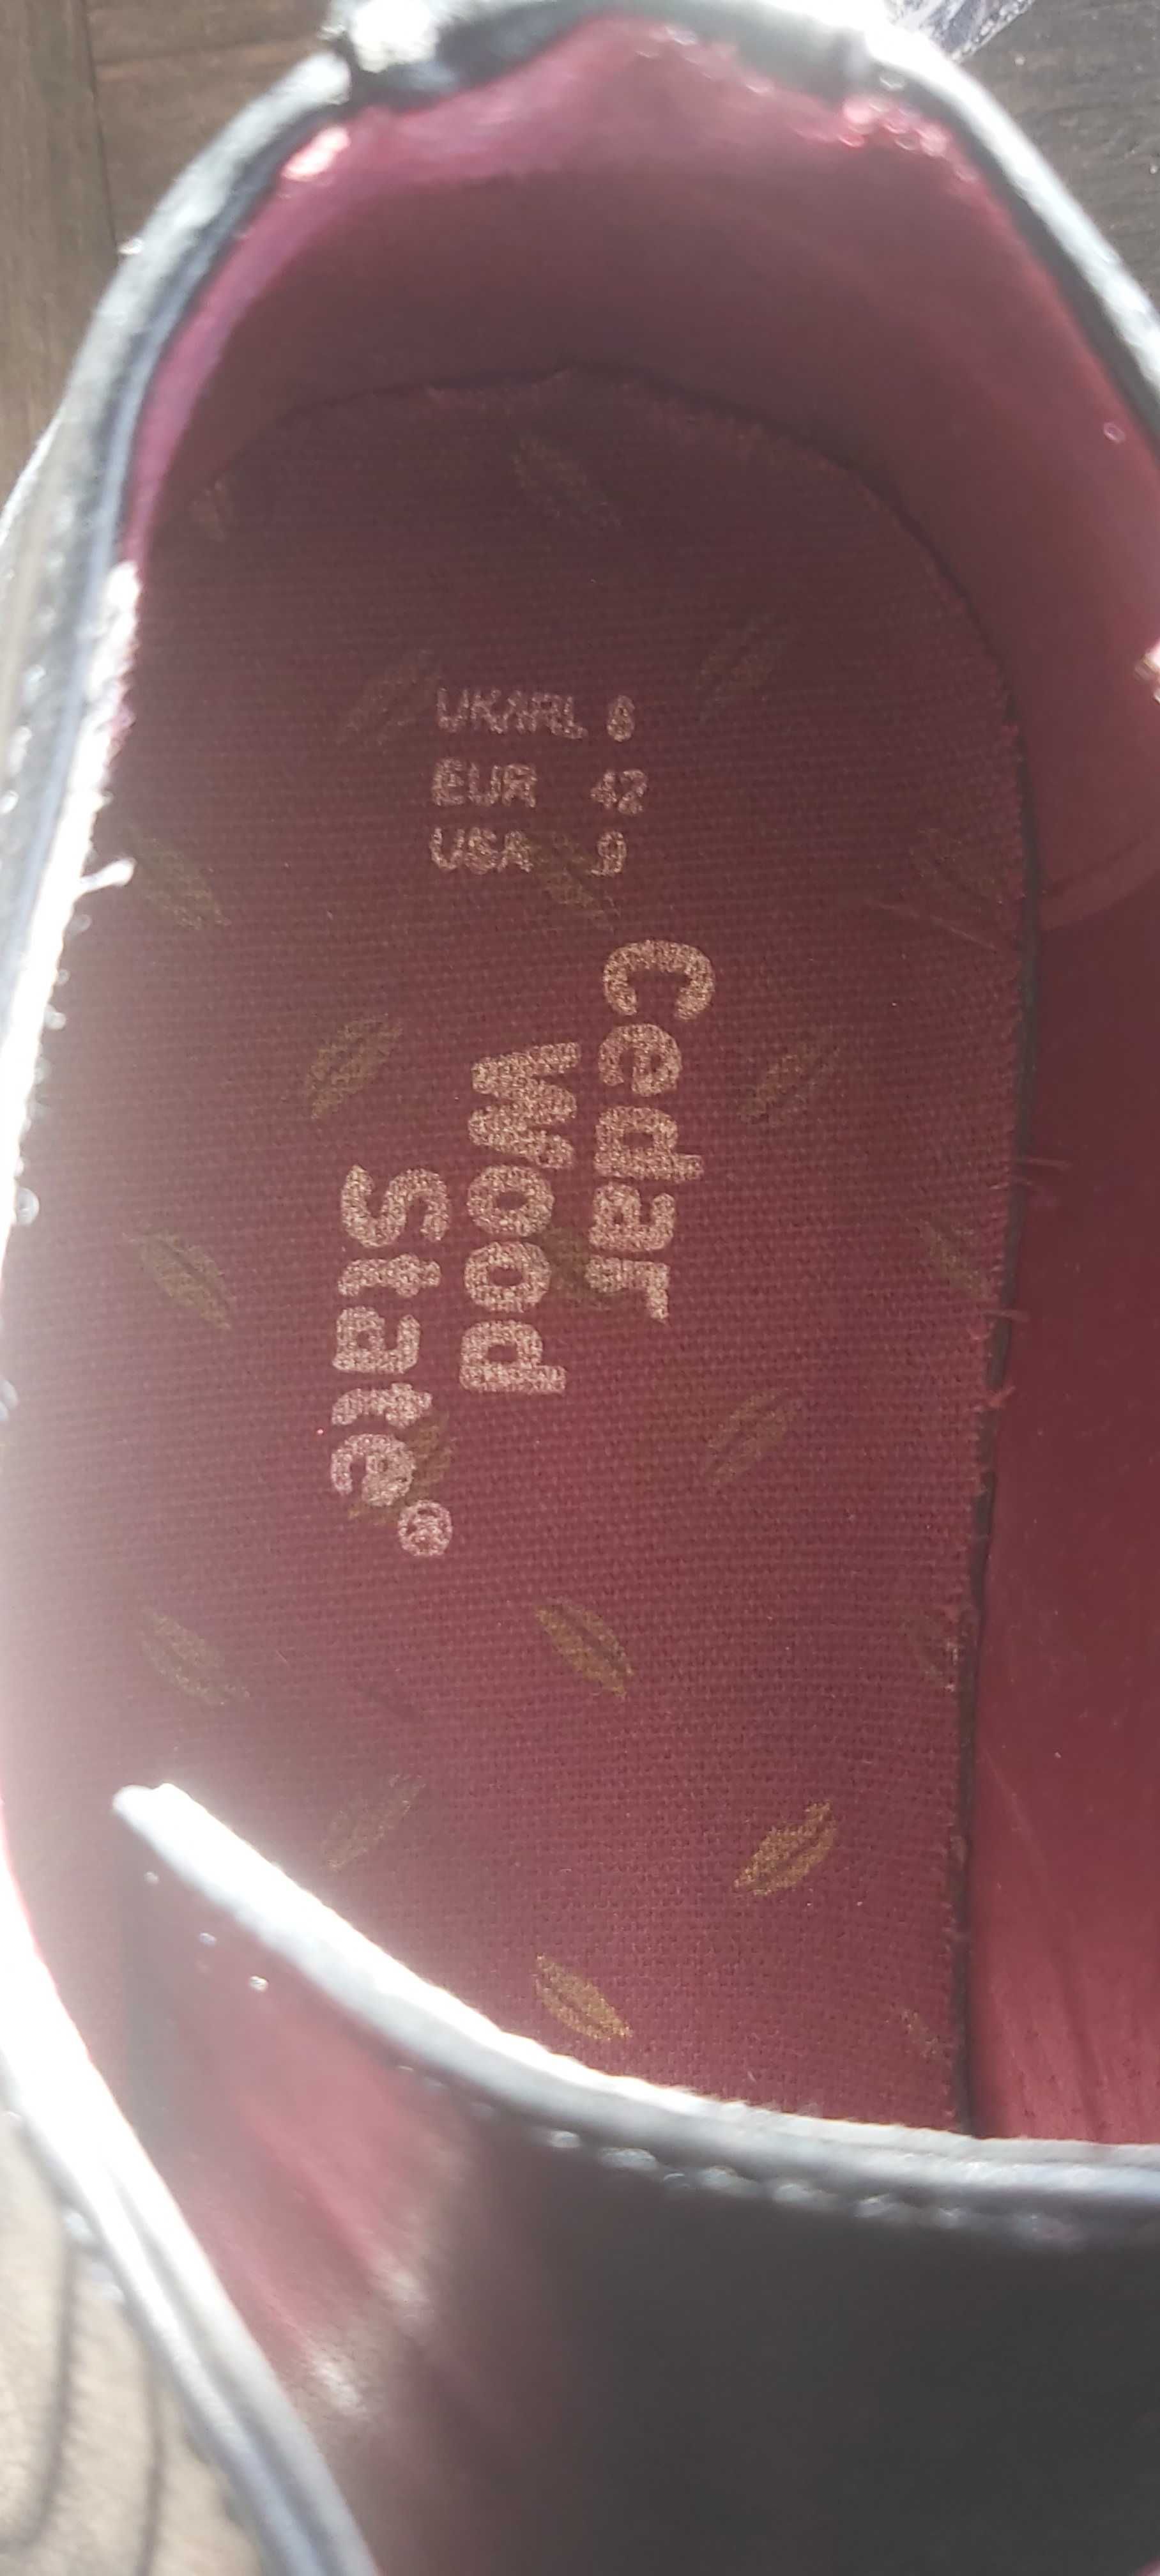 UK/IRL 8
EUR 42
USA 9
Cedar
Wood
State®